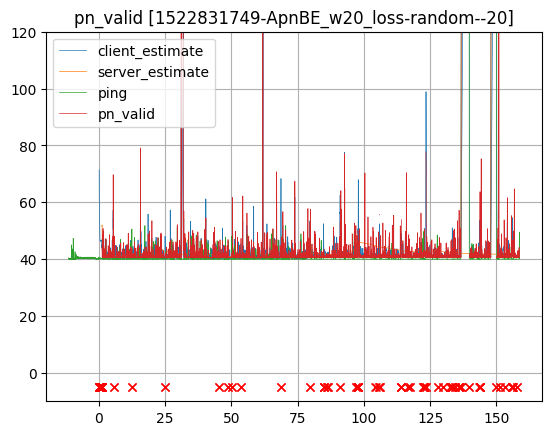 pn_valid [1522831749-ApnBE_w20_loss-random--20]
client_estimate
server_estimate
ping
pn_valid
120
100
80
60
40
20
0
0 25 50 75 100 125 150